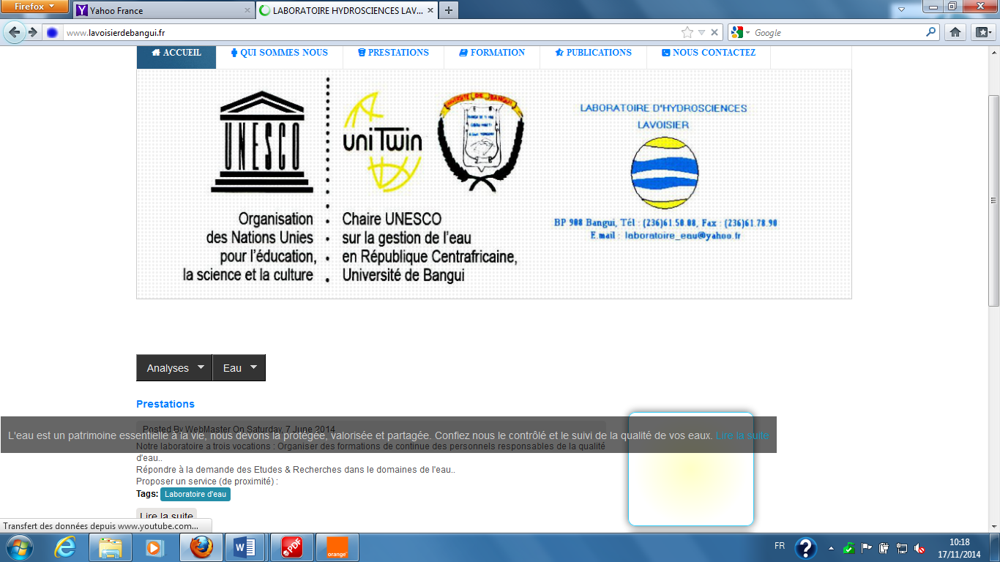 Firefox
Yahoo France
LABORATOIRE HYDROSCIENCES LAV...
www.lavoisierdebangui.fr
Google
ACCUEIL
QUI SOMMES NOUS
PRESTATIONS
FORMATION
PUBLICATIONS
NOUS CONTACTEZ
UNESCO
Organisation
des Nations Unies
pour l'éducation,
la science et la culture
uniTwin
Chaire UNESCO
sur la gestion de l'eau
en République Centrafricaine,
Université de Bangui
UNIVERSITÉ DE BANGUI
LABORATOIRE D'HYDROSCIENCES
LAVOISIER
BP 908 Bangui, Tél : (236)61.50.08, Fax : (236)61.78.90
E.mail : laboratoire_eau@yahoo.fr
Analyses
Eau
Prestations
Posted By WebMaster On Saturday, 7 June 2014
L'eau est un patrimoine essentielle à la Vie, nous devons la protégée, valorisée et partagée. Confiez nous le contrôlé et le suivi de la qualité de vos eaux. Lire la suite
Notre laboratoire a trois vocations : Organiser des formations de continue des personnels responsables de la qualité
d'eau..
Répondre à la demande des Etudes & Recherches dans le domaines de l'eau..
Proposer un service (de proximité) :
Tags: Laboratoire d'eau
Lire la suite
Transfert des données depuis www.youtube.com...
PDF
orange
FR
10:18
17/11/2014